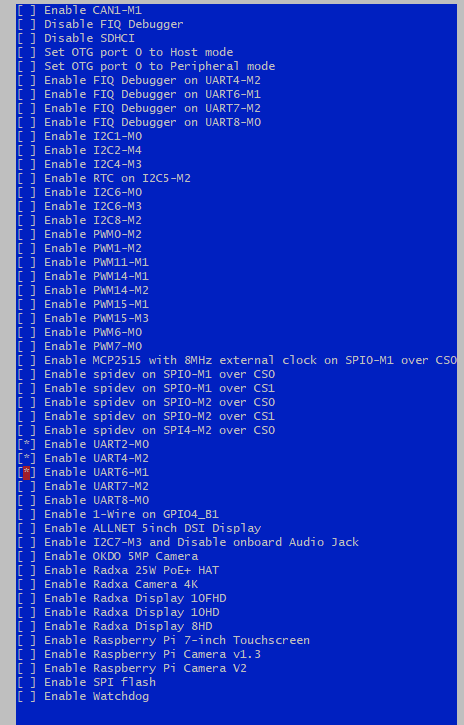 [ ] Enable CAN1-M1
[ ] Disable FIQ Debugger
[ ] Disable SDHCI
[ ] Set OTG port 0 to Host mode
[ ] Set OTG port 0 to Peripheral mode
[ ] Enable FIQ Debugger on UART4-M2
[ ] Enable FIQ Debugger on UART6-M1
[ ] Enable FIQ Debugger on UART7-M2
[ ] Enable FIQ Debugger on UART8-M0
[ ] Enable I2C1-M0
[ ] Enable I2C2-M4
[ ] Enable I2C4-M3
[ ] Enable RTC on I2C5-M2
[ ] Enable I2C6-M0
[ ] Enable I2C6-M3
[ ] Enable I2C8-M2
[ ] Enable PWM0-M2
[ ] Enable PWM1-M2
[ ] Enable PWM11-M1
[ ] Enable PWM14-M1
[ ] Enable PWM14-M2
[ ] Enable PWM15-M1
[ ] Enable PWM15-M3
[ ] Enable PWM6-M0
[ ] Enable PWM7-M0
[ ] Enable MCP2515 with 8MHz external clock on SPI0-M1 over CS0
[ ] Enable spidev on SPI0-M1 over CS0
[ ] Enable spidev on SPI0-M1 over CS1
[ ] Enable spidev on SPI0-M2 over CS0
[ ] Enable spidev on SPI0-M2 over CS1
[ ] Enable spidev on SPI4-M2 over CS0
[*] Enable UART2-M0
[*] Enable UART4-M2
[*] Enable UART6-M1
[ ] Enable UART7-M2
[ ] Enable UART8-M0
[ ] Enable 1-Wire on GPIO4_B1
[ ] Enable ALLNET 5inch DSI Display
[ ] Enable I2C7-M3 and Disable onboard Audio Jack
[ ] Enable OKDO 5MP Camera
[ ] Enable Radxa 25W PoE+ HAT
[ ] Enable Radxa Camera 4K
[ ] Enable Radxa Display 10FHD
[ ] Enable Radxa Display 10HD
[ ] Enable Radxa Display 8HD
[ ] Enable Raspberry Pi 7-inch Touchscreen
[ ] Enable Raspberry Pi Camera v1.3
[ ] Enable Raspberry Pi Camera V2
[ ] Enable SPI flash
[ ] Enable Watchdog